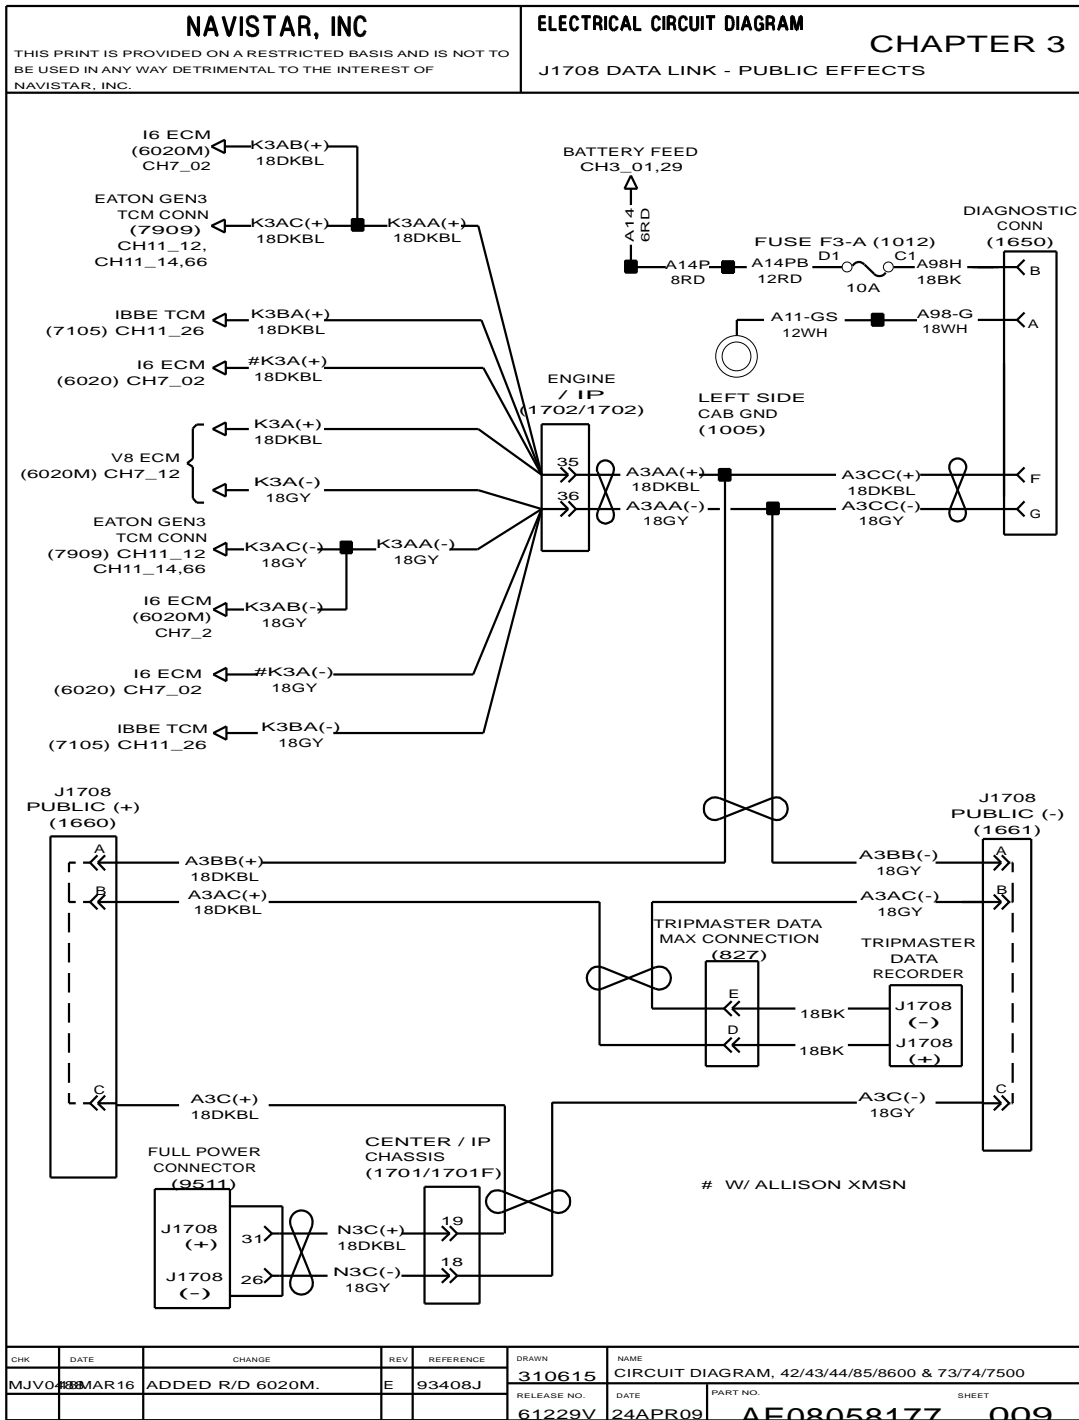 NAVISTAR, INC
THIS PRINT IS PROVIDED ON A RESTRICTED BASIS AND IS NOT TO
BE USED IN ANY WAY DETRIMENTAL TO THE INTEREST OF
NAVISTAR, INC.
ELECTRICAL CIRCUIT DIAGRAM
CHAPTER 3
J1708 DATA LINK - PUBLIC EFFECTS
I6 ECM
(6020M)
CH7_02
K3AB(+)
18DKBL
EATON GEN3
TCM CONN
(7909)
CH11_12,
CH11_14,66
K3AC(+)
18DKBL
K3AA(+)
18DKBL
IBBE TCM
(7105) CH11_26
K3BA(+)
18DKBL
I6 ECM
(6020) CH7_02
#K3A(+)
18DKBL
V8 ECM
(6020M) CH7_12
K3A(+)
18DKBL
K3A(-)
18GY
EATON GEN3
TCM CONN
(7909) CH11_12
CH11_14,66
K3AC(-)
18GY
K3AA(-)
18GY
I6 ECM
(6020M)
CH7_2
K3AB(-)
18GY
I6 ECM
(6020) CH7_02
#K3A(-)
18GY
IBBE TCM
(7105) CH11_26
K3BA(-)
18GY
BATTERY FEED
CH3_01,29
A14
6RD
A14P
8RD
A14PB
12RD
FUSE F3-A (1012)
D1
C1
10A
A98H
18BK
DIAGNOSTIC
CONN
(1650)
B
A
F
G
A11-GS
12WH
A98-G
18WH
LEFT SIDE
CAB GND
(1005)
ENGINE
/ IP
(1702/1702)
35
36
A3AA(+)
18DKBL
A3AA(-)
18GY
A3CC(+)
18DKBL
A3CC(-)
18GY
J1708
PUBLIC (+)
(1660)
A
B
C
A3BB(+)
18DKBL
A3AC(+)
18DKBL
A3C(+)
18DKBL
J1708
PUBLIC (-)
(1661)
A
B
C
A3BB(-)
18GY
A3AC(-)
18GY
A3C(-)
18GY
TRIPMASTER DATA
MAX CONNECTION
(827)
E
D
18BK
18BK
TRIPMASTER
DATA
RECORDER
J1708
(-)
J1708
(+)
FULL POWER
CONNECTOR
(9511)
J1708
(+)
J1708
(-)
31
26
N3C(+)
18DKBL
N3C(-)
18GY
CENTER / IP
CHASSIS
(1701/1701F)
19
18
# W/ ALLISON XMSN
CHK
DATE
CHANGE
REV
REFERENCE
ADDED R/D 6020M.
E
93408J
DRAWN
310615
NAME
CIRCUIT DIAGRAM, 42/43/44/85/8600 & 73/74/7500
RELEASE NO.
61229V
DATE
24APR09
PART NO.
AE08058177
SHEET
009